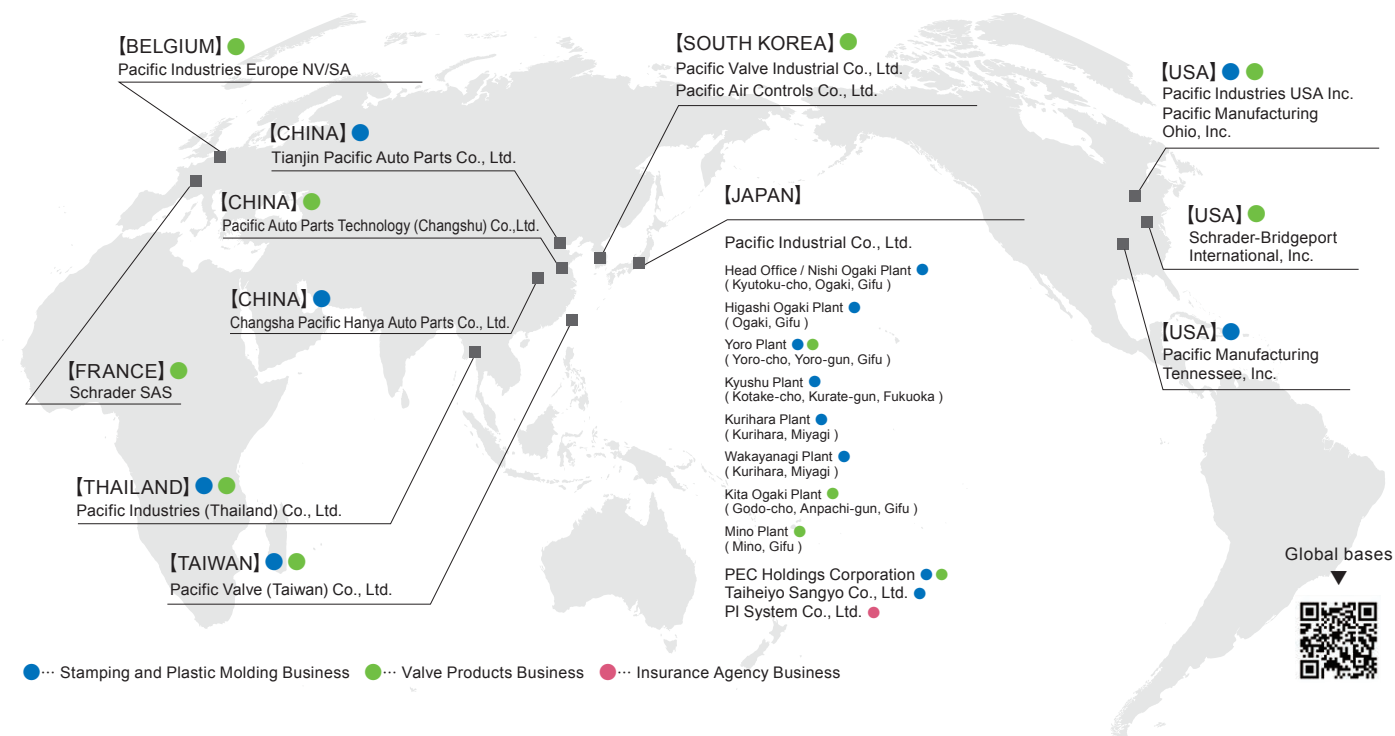 【BELGIUM】
Pacific Industries Europe NV/SA
【CHINA】
Tianjin Pacific Auto Parts Co., Ltd.
【CHINA】
Pacific Auto Parts Technology (Changshu) Co.,Ltd.
【CHINA】
Changsha Pacific Hanya Auto Parts Co., Ltd.
【FRANCE】
Schrader SAS
【THAILAND】
Pacific Industries (Thailand) Co., Ltd.
【TAIWAN】
Pacific Valve (Taiwan) Co., Ltd.
【SOUTH KOREA】
Pacific Valve Industrial Co., Ltd.
Pacific Air Controls Co., Ltd.
【JAPAN】
Pacific Industrial Co., Ltd.
Head Office / Nishi Ogaki Plant
( Kyutoku-cho, Ogaki, Gifu )
Higashi Ogaki Plant
( Ogaki, Gifu )
Yoro Plant
( Yoro-cho, Yoro-gun, Gifu )
Kyushu Plant
( Kotake-cho, Kurate-gun, Fukuoka )
Kurihara Plant
( Kurihara, Miyagi )
Wakayanagi Plant
( Kurihara, Miyagi )
Kita Ogaki Plant
( Godo-cho, Anpachi-gun, Gifu )
Mino Plant
( Mino, Gifu )
PEC Holdings Corporation
Taiheiyo Sangyo Co., Ltd.
PI System Co., Ltd.
【USA】
Pacific Industries USA Inc.
Pacific Manufacturing
Ohio, Inc.
【USA】
Schrader-Bridgeport
International, Inc.
【USA】
Pacific Manufacturing
Tennessee, Inc.
Global bases
▼
… Stamping and Plastic Molding Business … Valve Products Business … Insurance Agency Business